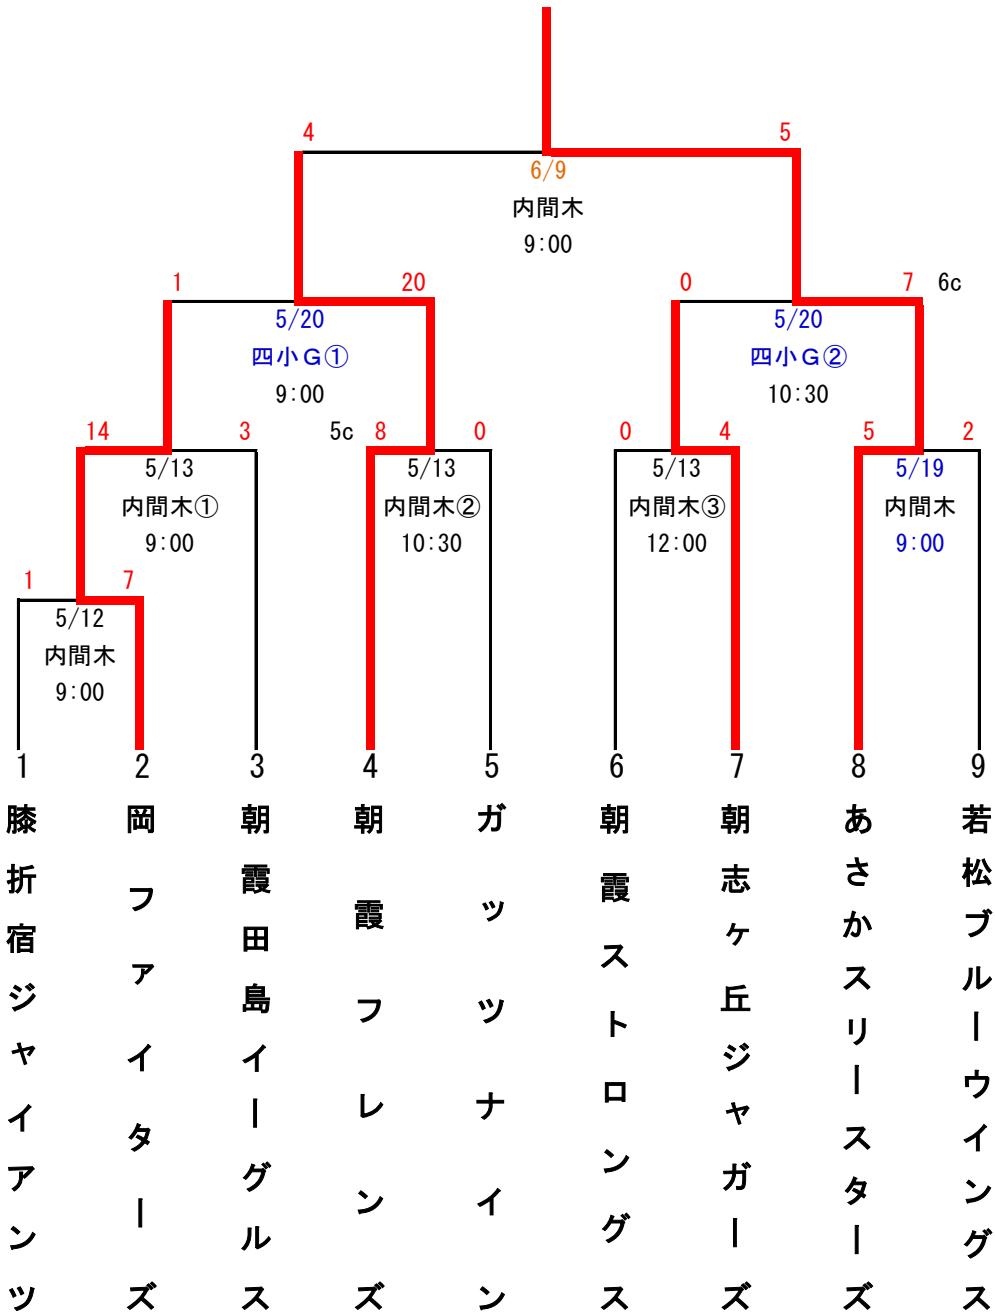 4 5
6/9
内間木
9:00
1 20 0 7 6c
5/20 5/20
四小G① 四小G②
9:00 10:30
14 3 5c 8 0 0 4 5 2
5/13 5/13 5/13 5/19
内間木① 内間木② 内間木③ 内間木
9:00 10:30 12:00 9:00
1 7
5/12
内間木
9:00
1 2 3 4 5 6 7 8 9
膝折宿ジャイアンツ
岡ファイターズ
朝霞田島イーグルス
朝霞フレンズ
ガッツナイン
朝霞ストロングス
朝志ヶ丘ジャガーズ
あさかスリースターズ
若松ブルーウイングス